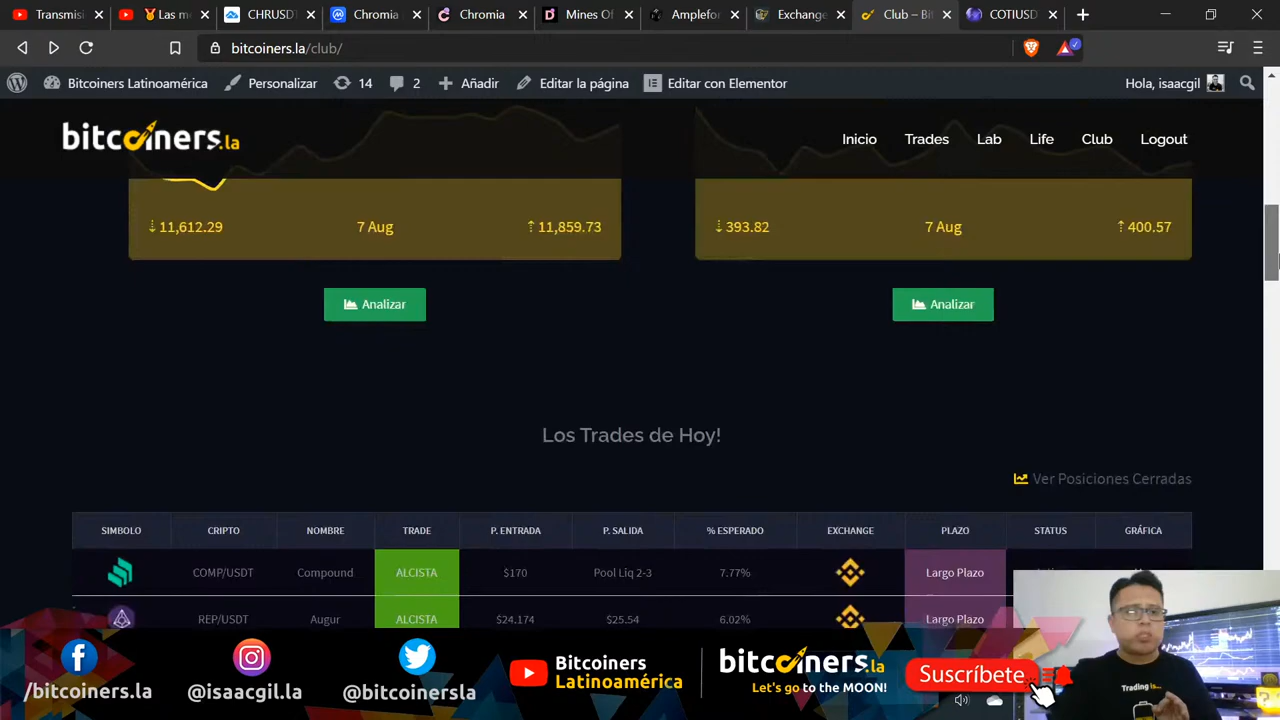 Transmisi
Las m
CHRUSD
Chromia
Chromia
Mines Of
Amplefo
Exchange
Club – Bi
COTIUSD
bitcoiners.la/club/
Bitcoiners Latinoamérica
Personalizar
14
2
Añadir
Editar la página
Editar con Elementor
Hola, isaacgil
bitcoiners.la
Inicio
Trades
Lab
Life
Club
Logout
11,612.29
7 Aug
11,859.73
393.82
7 Aug
400.57
Analizar
Analizar
Los Trades de Hoy!
Ver Posiciones Cerradas
SIMBOLO CRIPTO NOMBRE TRADE P. ENTRADA P. SALIDA % ESPERADO EXCHANGE PLAZO STATUS GRÁFICA
COMP/USDT Compound ALCISTA $170 Pool Liq 2-3 7.77% Largo Plazo
REP/USDT Augur ALCISTA $24.174 $25.54 6.02% Largo Plazo
Trading is...
/bitcoiners.la
@isaacgil.la
@bitcoinersla
Bitcoiners
Latinoamérica
bitcoiners.la
Let's go to the MOON!
Suscríbete